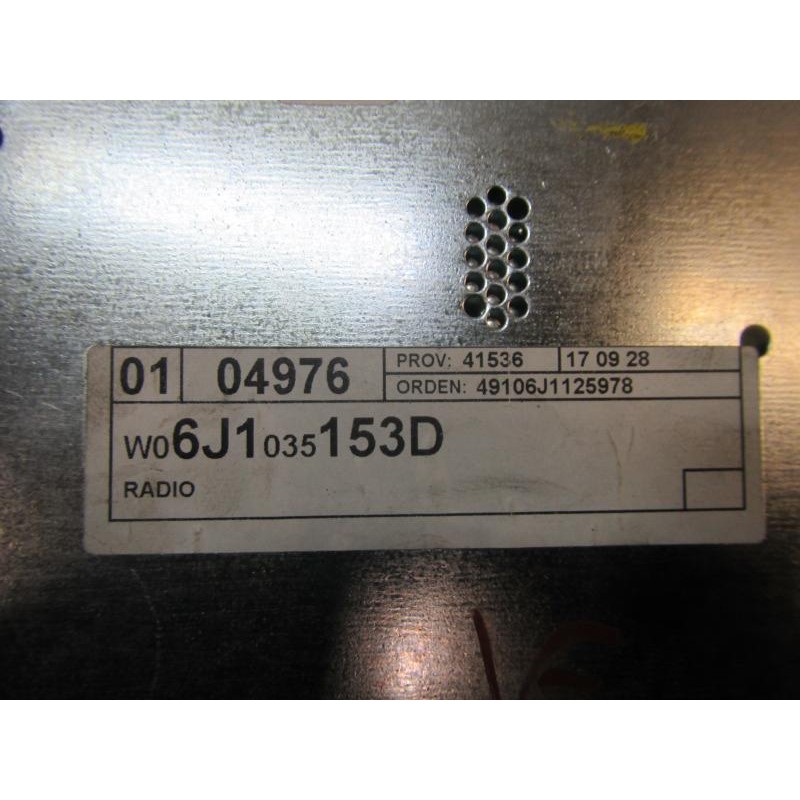 01 04976 PROV: 41536 17 09 28
ORDEN: 49106J1125978
W06J1035153D
RADIO